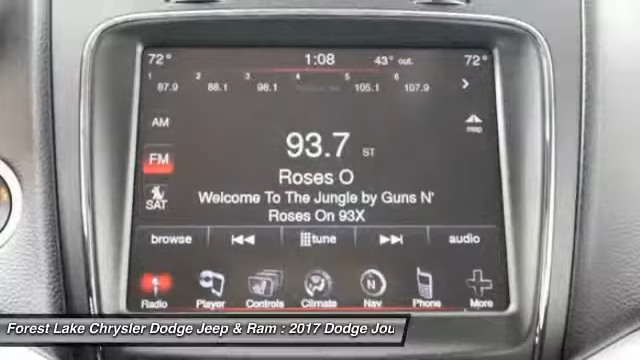 72° 1:08 43° out. 72°
1 2 3 4 5 6
87.9 88.1 98.1 105.1 107.9
AM
map
93.7 ST
FM
Roses O
SAT
Welcome To The Jungle by Guns N'
Roses On 93X
browse tune audio
Radio Player Controls Climate Nav Phone More
Forest Lake Chrysler Dodge Jeep & Ram : 2017 Dodge Jou